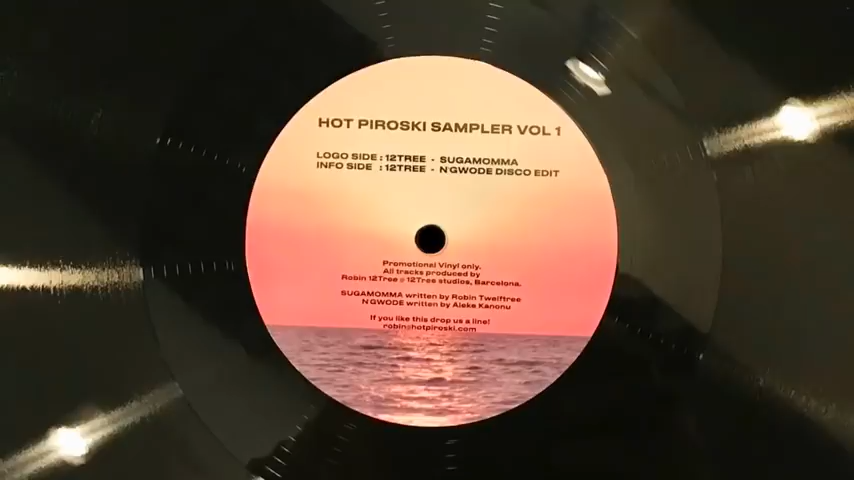 HOT PIROSKI SAMPLER VOL 1
LOGO SIDE : 12TREE - SUGAMOMMA
INFO SIDE : 12TREE - N'GWODE DISCO EDIT
Promotional Vinyl only.
All tracks produced by
Robin 12Tree @ 12Tree studios, Barcelona.
SUGAMOMMA written by Robin Twelftree
N'GWODE written by Aleke Kanonu
If you like this drop us a line!
robin@hotpiroski.com